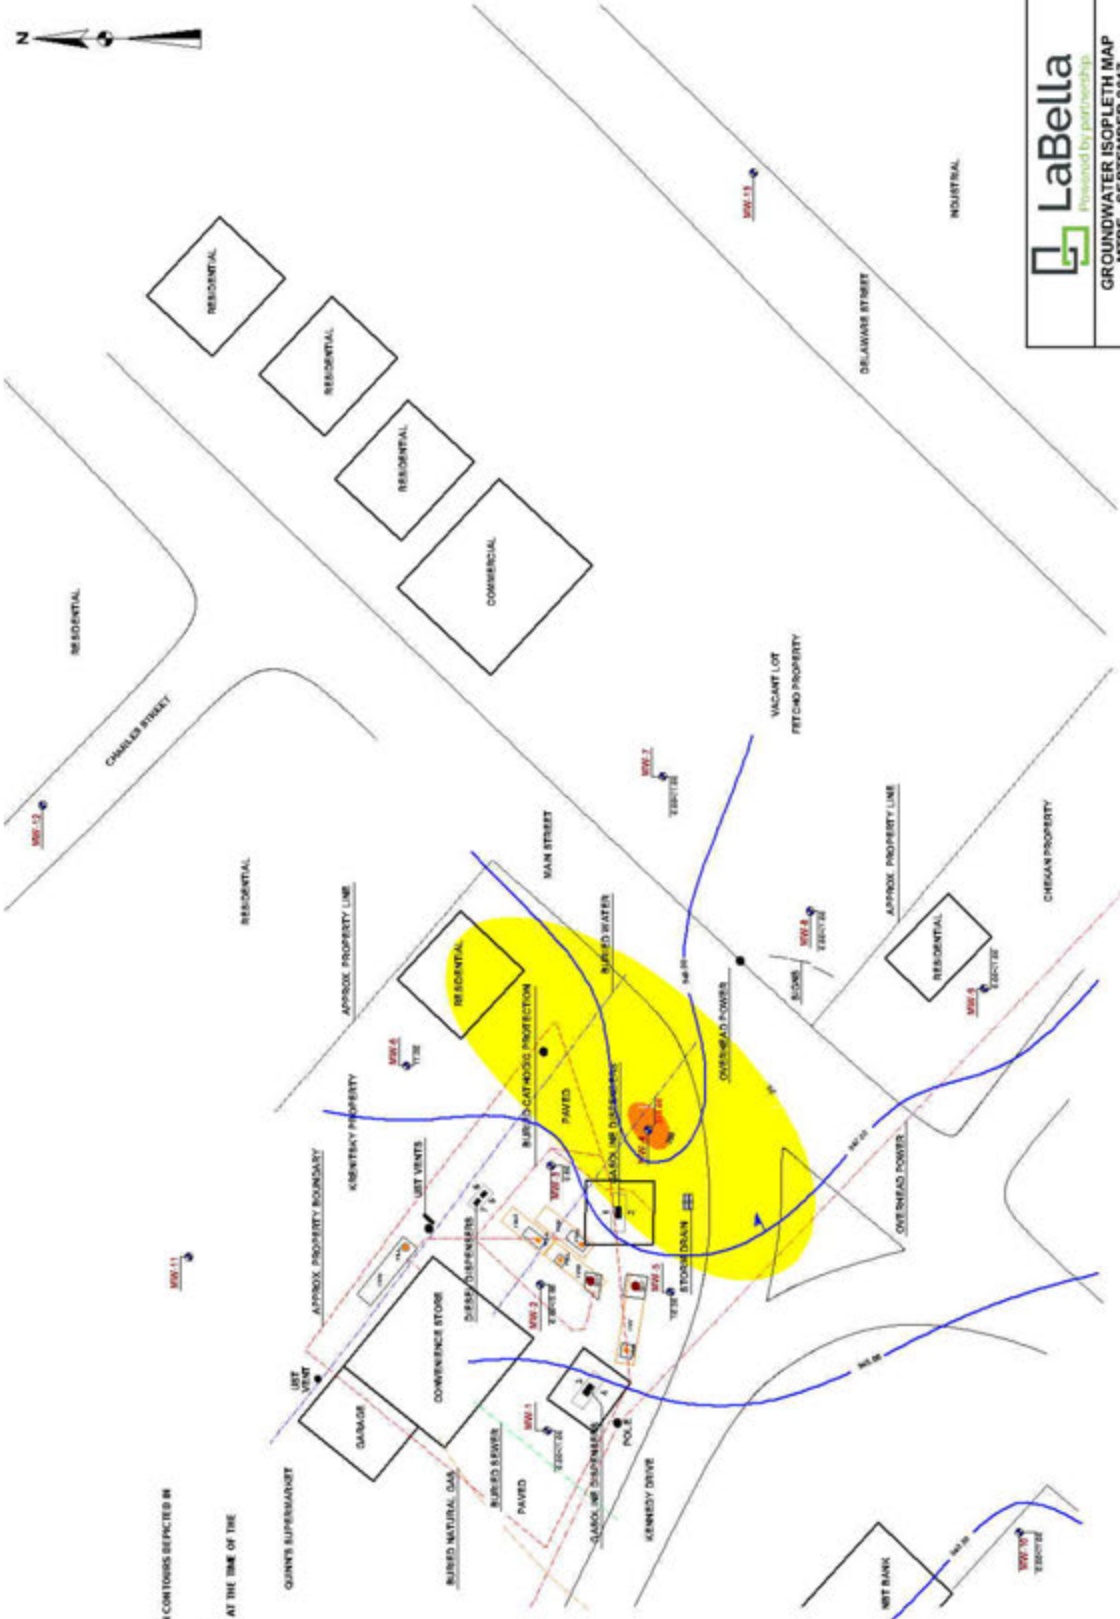 N
LaBella
Powered by partnership
GROUNDWATER ISOPLETH MAP
CONTOURS DEPICTED IN
AT THE TIME OF THE
RESIDENTIAL
RESIDENTIAL
RESIDENTIAL
COMMERCIAL
RESIDENTIAL
CHARLES STREET
MW-12
MW-13
INDUSTRIAL
DELAWARE STREET
VACANT LOT
FETCHO PROPERTY
MW-7
MAIN STREET
RESIDENTIAL
APPROX. PROPERTY LINE
RESIDENTIAL
BURIED WATER
MW-8
SIGNS
APPROX. PROPERTY LINE
CHEKAN PROPERTY
RESIDENTIAL
MW-9
OVERHEAD POWER
MW-6
KRENITSKY PROPERTY
BURIED CATHODIC PROTECTION
PAVED
GASOLINE DISPENSERS
MW-3
UST VENTS
APPROX. PROPERTY BOUNDARY
MW-11
DIESEL DISPENSERS
STORM DRAIN
OVERHEAD POWER
MW-5
MW-2
CONVENIENCE STORE
UST
VENT
GARAGE
MW-1
POLE
GASOLINE DISPENSERS
KENNEDY DRIVE
BURIED SEWER
PAVED
BURIED NATURAL GAS
QUINN'S SUPERMARKET
NBT BANK
MW-10